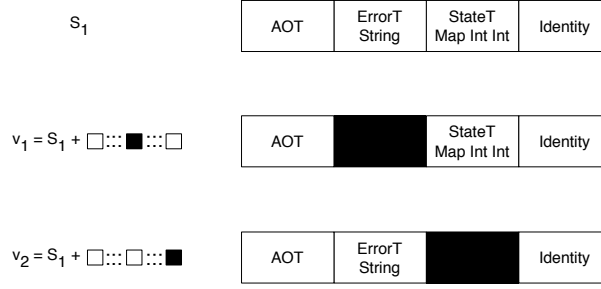 S1 AOT ErrorT String StateT Map Int Int Identity
v1 = S1 + □:::■:::□ AOT StateT Map Int Int Identity
v2 = S1 + □:::□:::■ AOT ErrorT String Identity